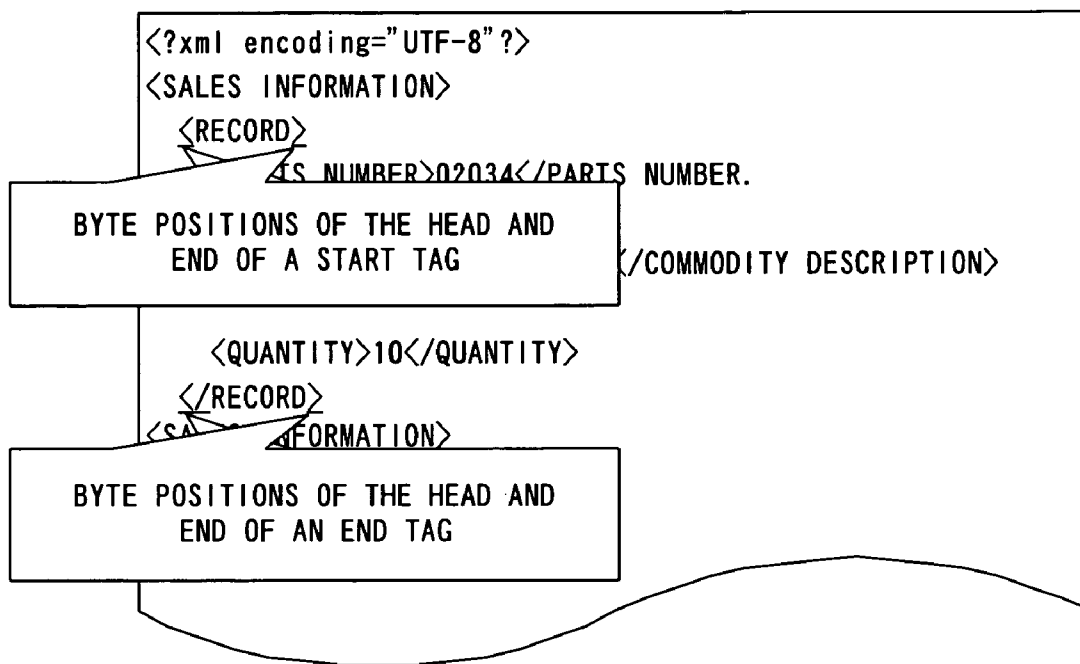 <?xml encoding="UTF-8"?>
<SALES INFORMATION>
<RECORD>
NUMBER>02034</PARTS NUMBER.
BYTE POSITIONS OF THE HEAD AND
END OF A START TAG
</COMMODITY DESCRIPTION>
<QUANTITY>10</QUANTITY>
</RECORD>
INFORMATION>
BYTE POSITIONS OF THE HEAD AND
END OF AN END TAG